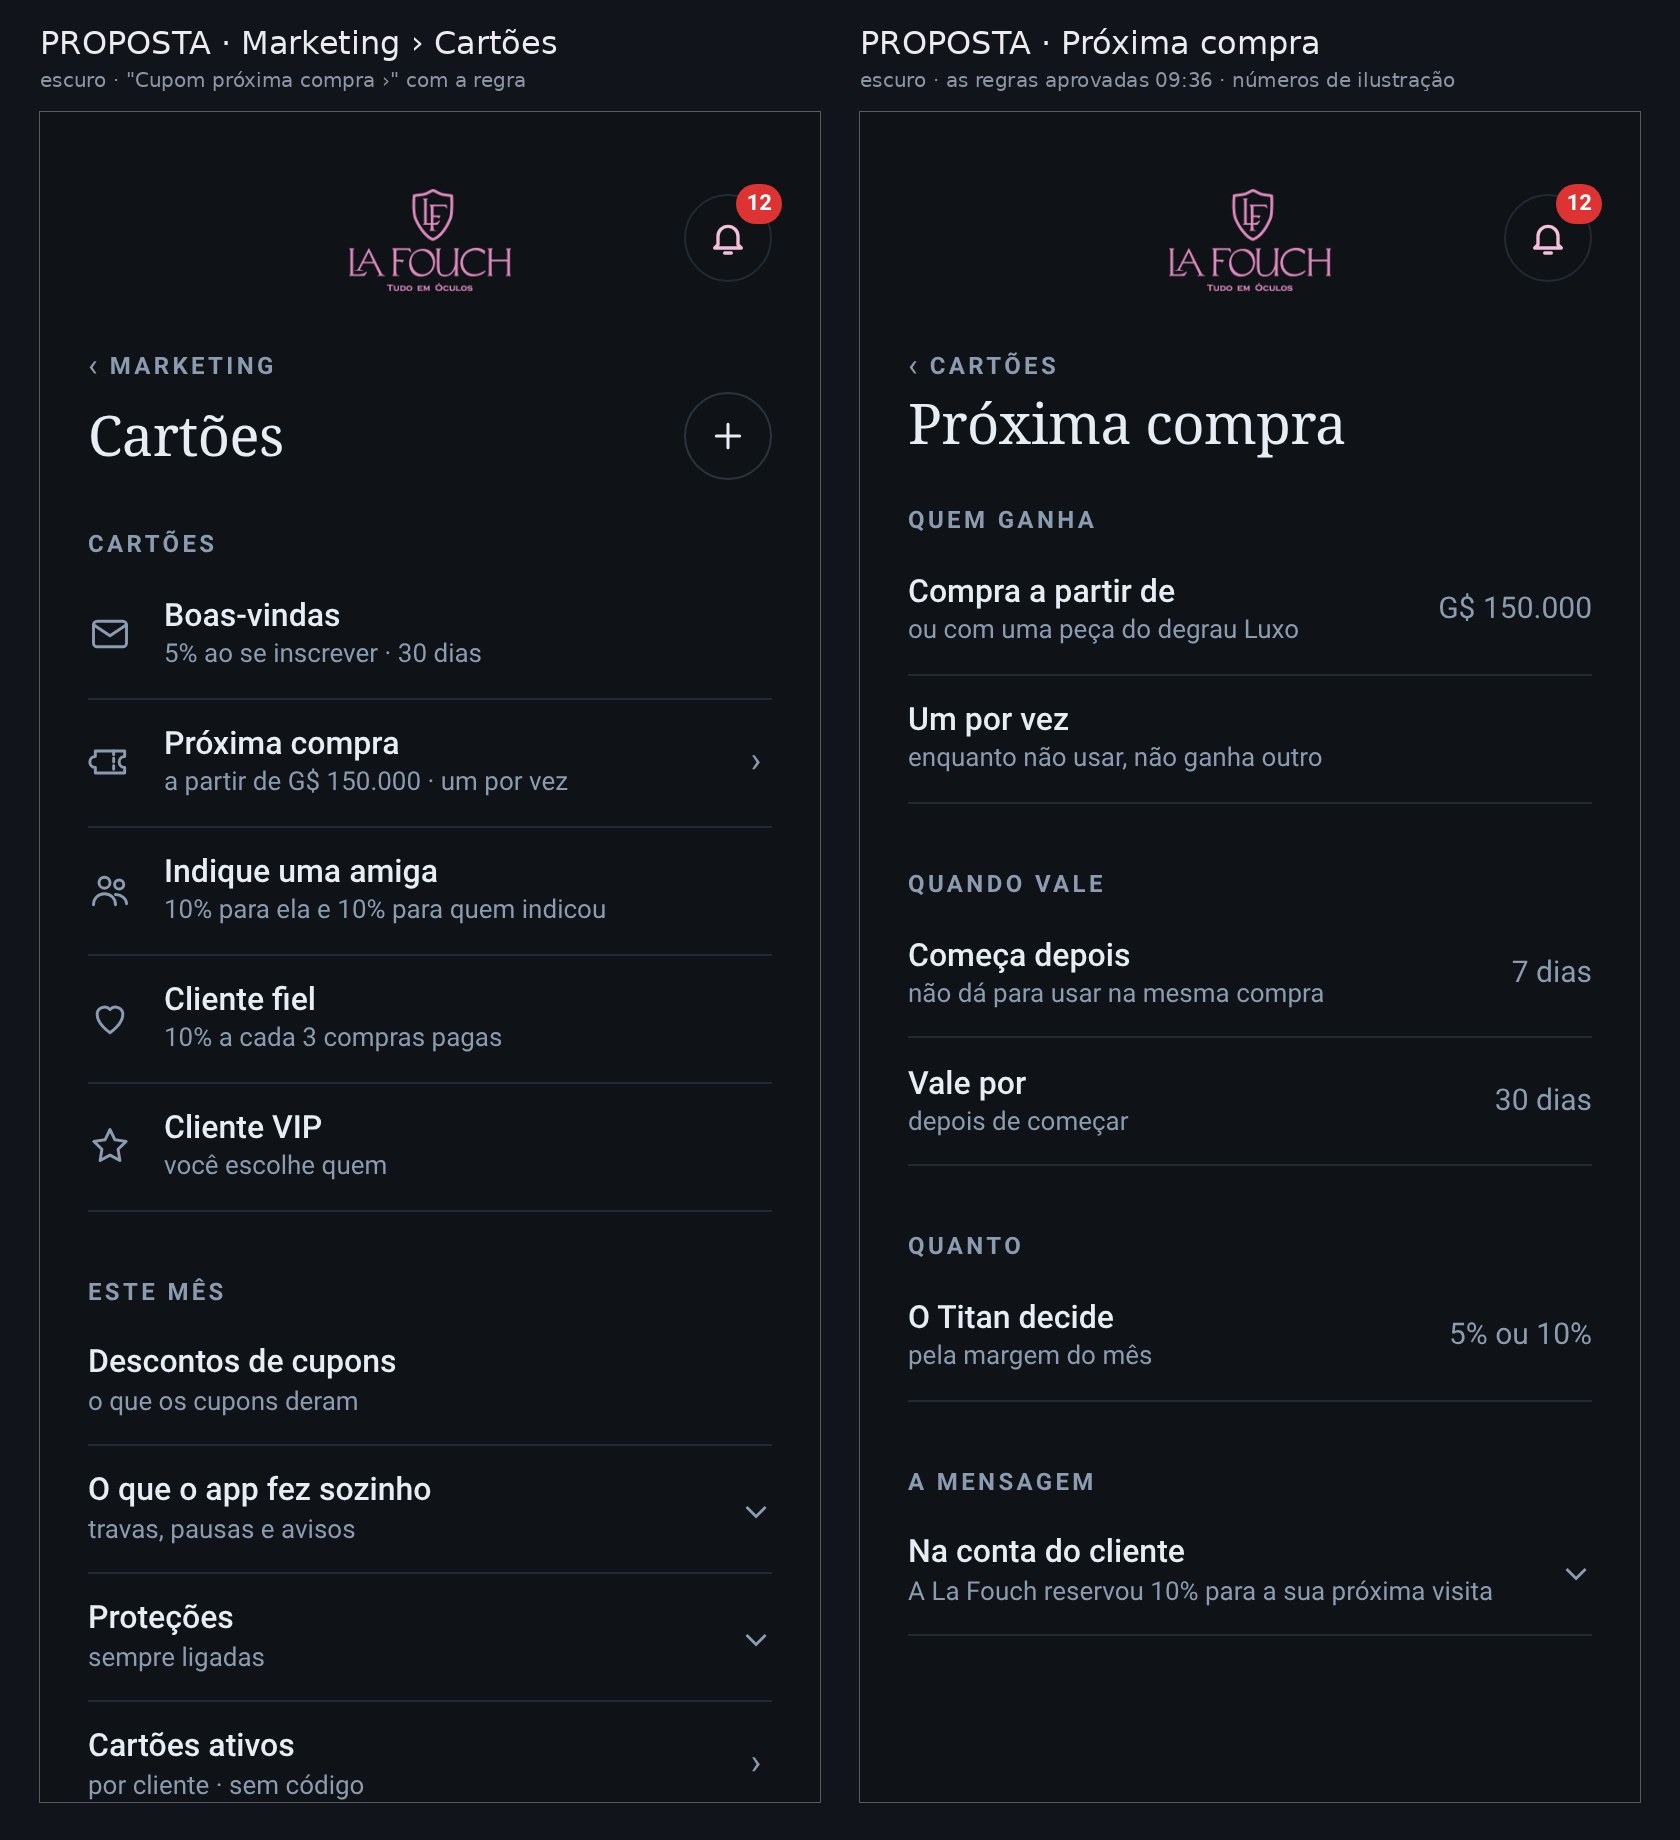 PROPOSTA · Marketing › Cartões
escuro · "Cupom próxima compra ›" com a regra
LF
LA FOUCH
TUDO EM ÓCULOS
12
‹ MARKETING
Cartões
+
CARTÕES
Boas-vindas
5% ao se inscrever · 30 dias
Próxima compra
a partir de G$ 150.000 · um por vez
›
Indique uma amiga
10% para ela e 10% para quem indicou
Cliente fiel
10% a cada 3 compras pagas
Cliente VIP
você escolhe quem
ESTE MÊS
Descontos de cupons
o que os cupons deram
O que o app fez sozinho
travas, pausas e avisos
Proteções
sempre ligadas
Cartões ativos
por cliente · sem código
›
PROPOSTA · Próxima compra
escuro · as regras aprovadas 09:36 · números de ilustração
LF
LA FOUCH
TUDO EM ÓCULOS
12
‹ CARTÕES
Próxima compra
QUEM GANHA
Compra a partir de
G$ 150.000
ou com uma peça do degrau Luxo
Um por vez
enquanto não usar, não ganha outro
QUANDO VALE
Começa depois
7 dias
não dá para usar na mesma compra
Vale por
30 dias
depois de começar
QUANTO
O Titan decide
5% ou 10%
pela margem do mês
A MENSAGEM
Na conta do cliente
A La Fouch reservou 10% para a sua próxima visita